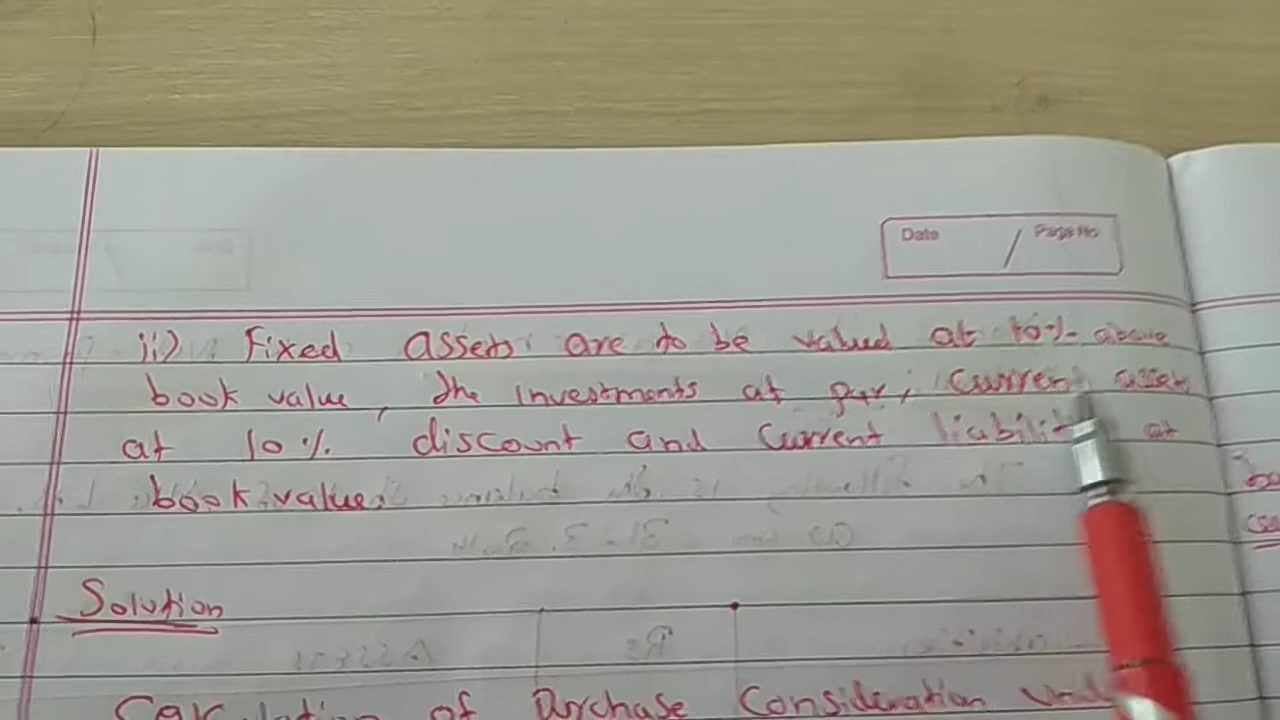 Date Page No
ii) Fixed assets are to be valued at 10% above
book value, the investments at par, current assets
at 10% discount and current liabilit at
book value.
Solution
Calculation of Purchase Consideration